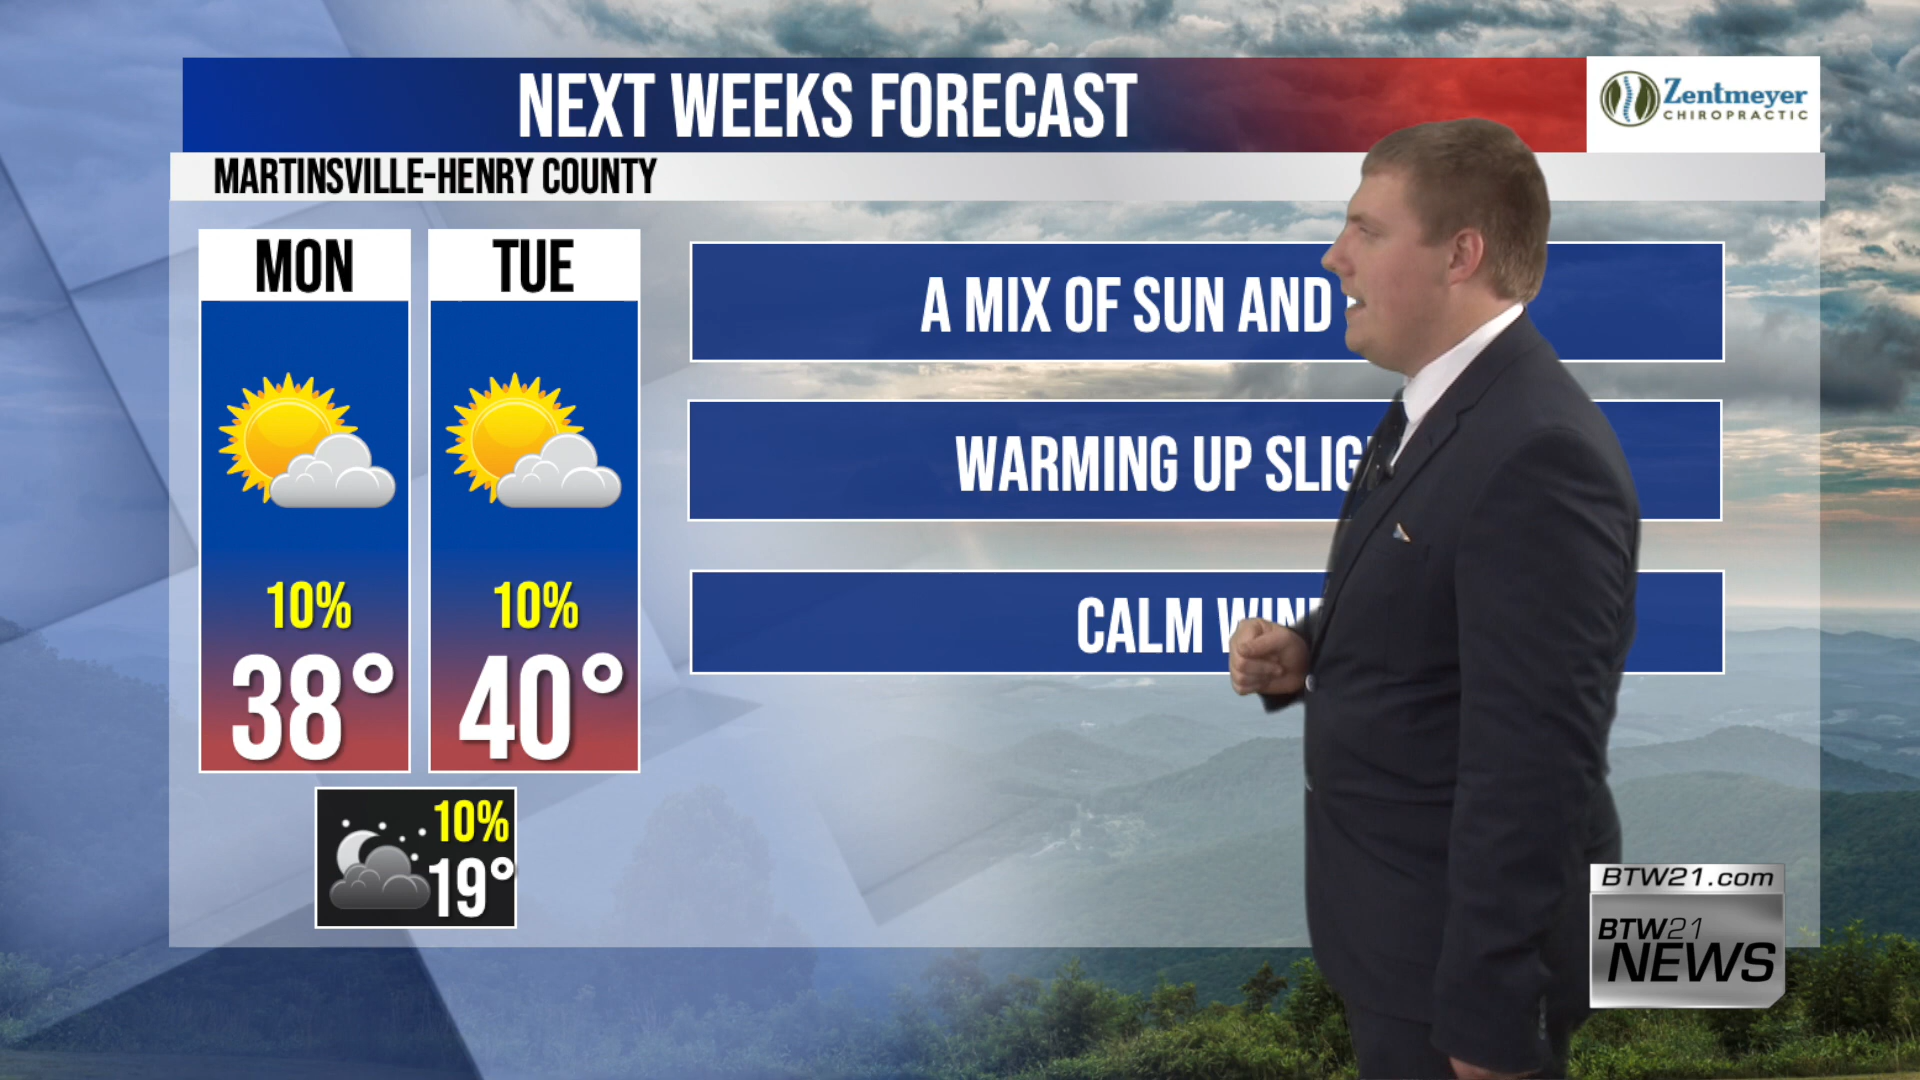 NEXT WEEKS FORECAST
Zentmeyer
CHIROPRACTIC
MARTINSVILLE-HENRY COUNTY
MON
TUE
A MIX OF SUN AND
WARMING UP
CALM
10%
10%
38°
40°
10%
19°
BTW21.com
BTW21
NEWS